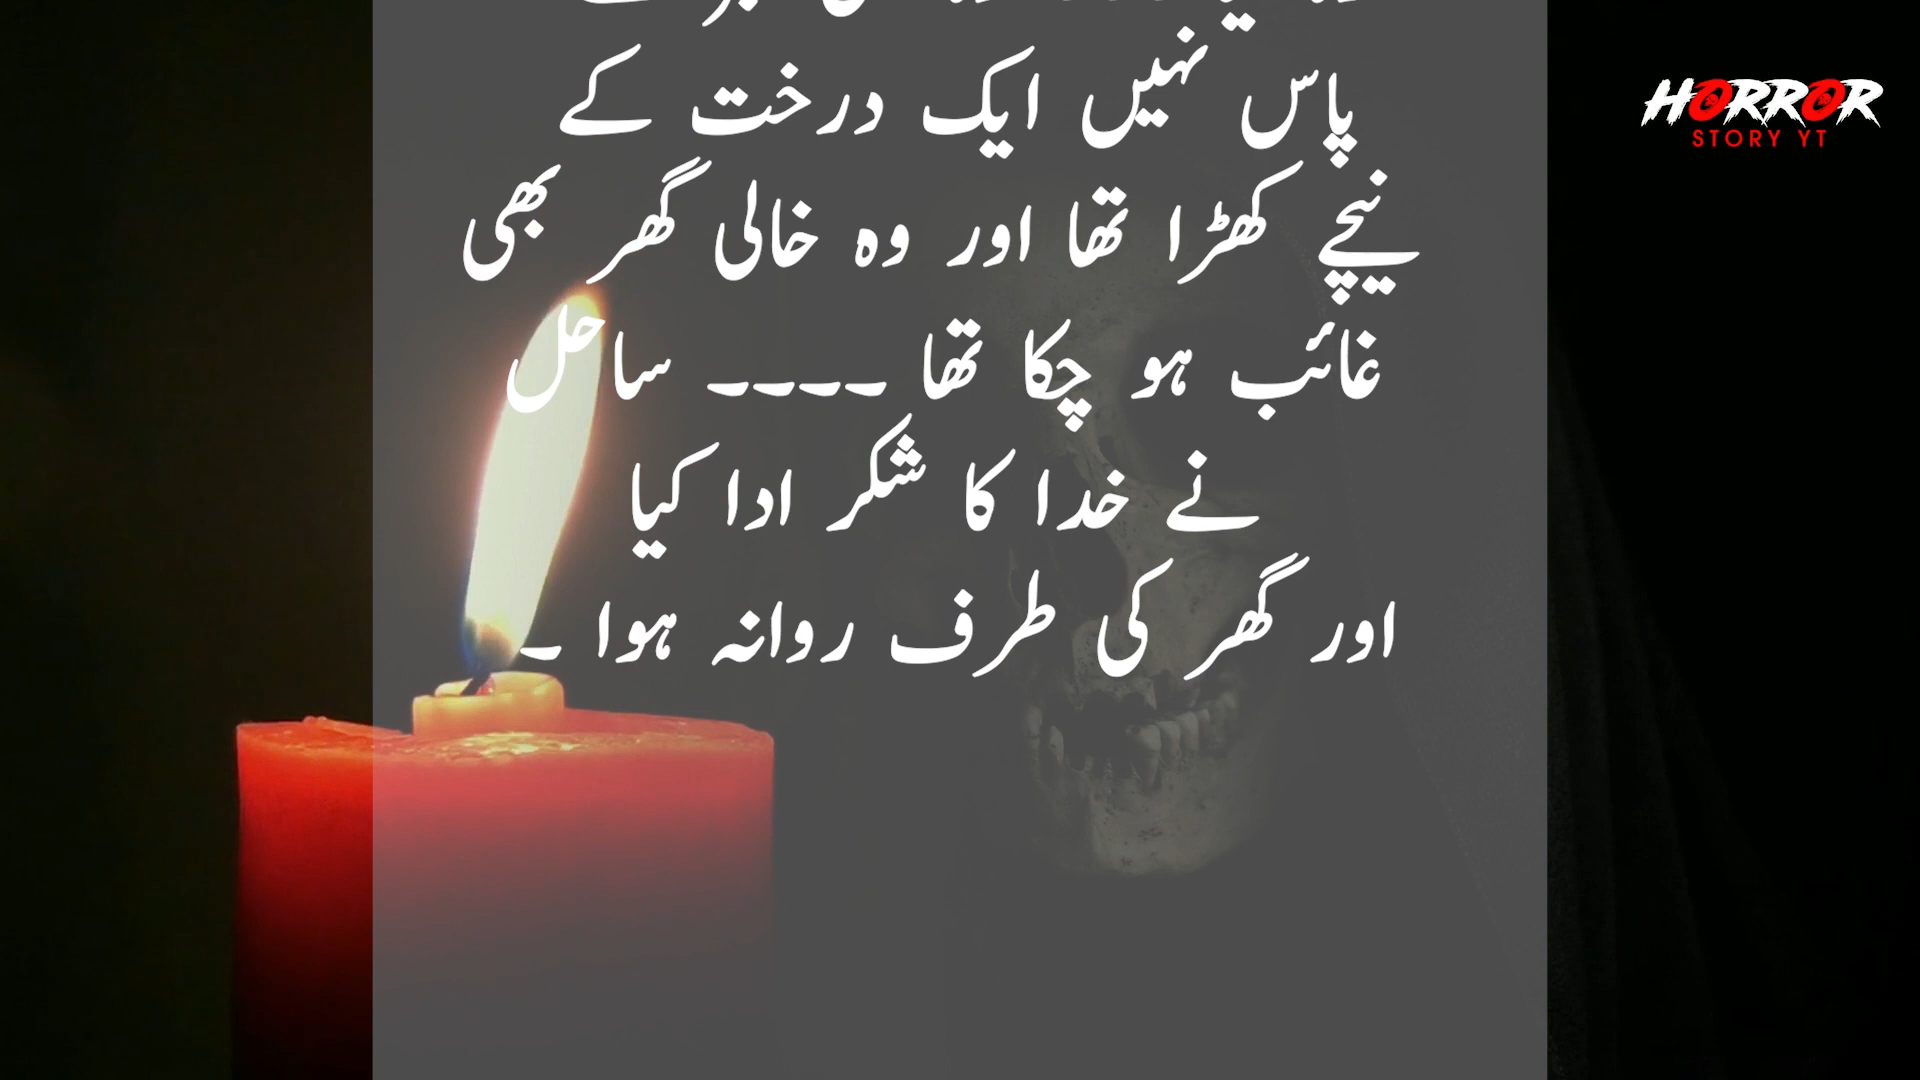 پاس نہیں ایک درخت کے
نیچے کھڑا تھا اور وہ خالی گھر بھی
غائب ہو چکا تھا ۔۔۔۔ ساحل
نے خدا کا شکر ادا کیا
اور گھر کی طرف روانہ ہوا ۔
HORROR
STORY YT